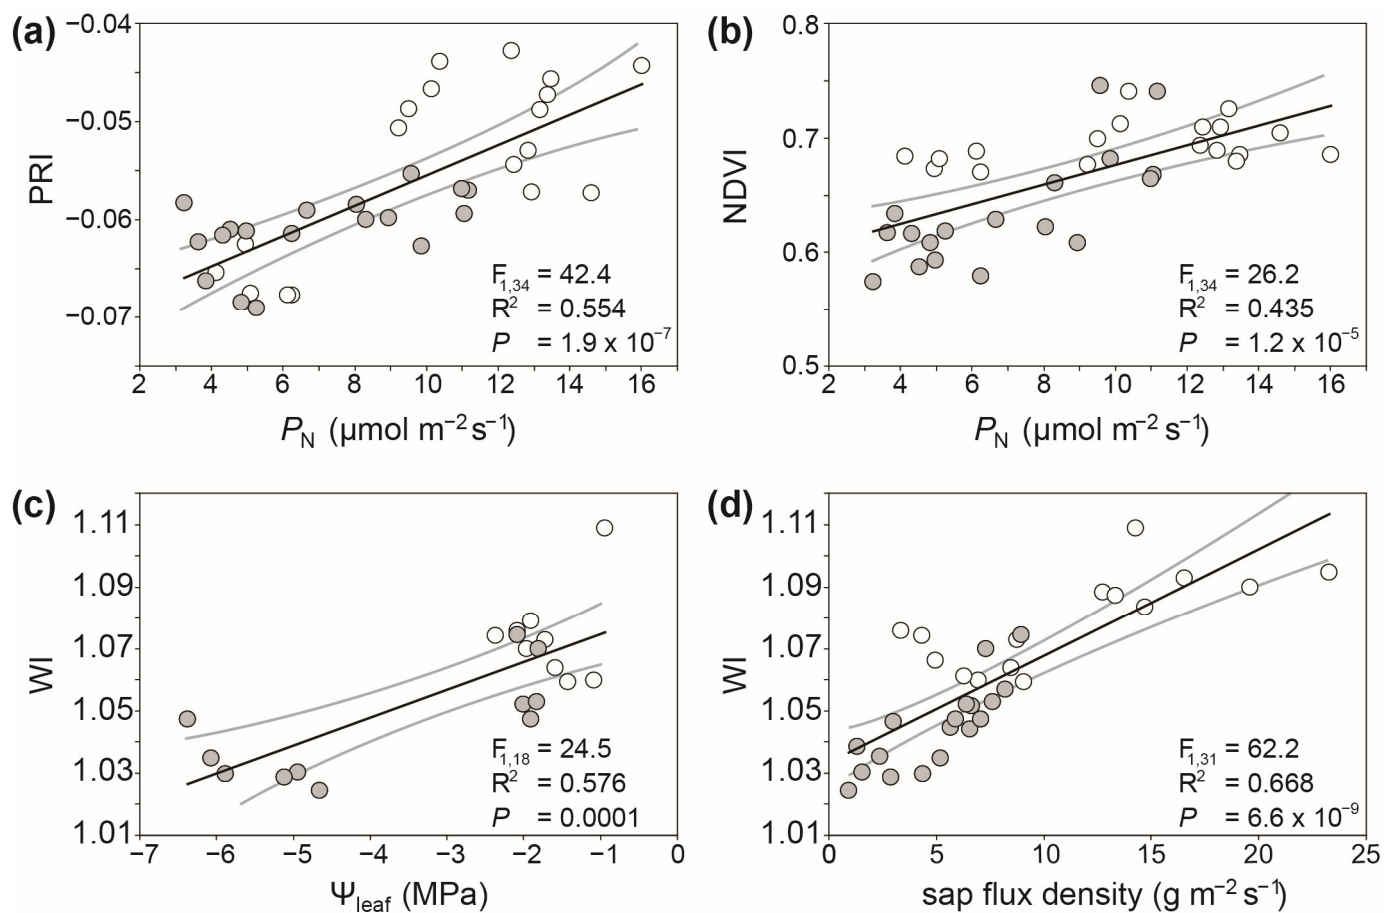 (a)
−0.04
−0.05
−0.06
−0.07
PRI
F1,34 = 42.4
R² = 0.554
P = 1.9 x 10⁻⁷
2 4 6 8 10 12 14 16
PN (µmol m⁻² s⁻¹)
(b)
0.8
0.7
0.6
0.5
NDVI
F1,34 = 26.2
R² = 0.435
P = 1.2 x 10⁻⁵
2 4 6 8 10 12 14 16
PN (µmol m⁻² s⁻¹)
(c)
1.11
1.09
1.07
1.05
1.03
1.01
WI
F1,18 = 24.5
R² = 0.576
P = 0.0001
−7 −6 −5 −4 −3 −2 −1 0
Ψleaf (MPa)
(d)
1.11
1.09
1.07
1.05
1.03
1.01
WI
F1,31 = 62.2
R² = 0.668
P = 6.6 x 10⁻⁹
0 5 10 15 20 25
sap flux density (g m⁻² s⁻¹)